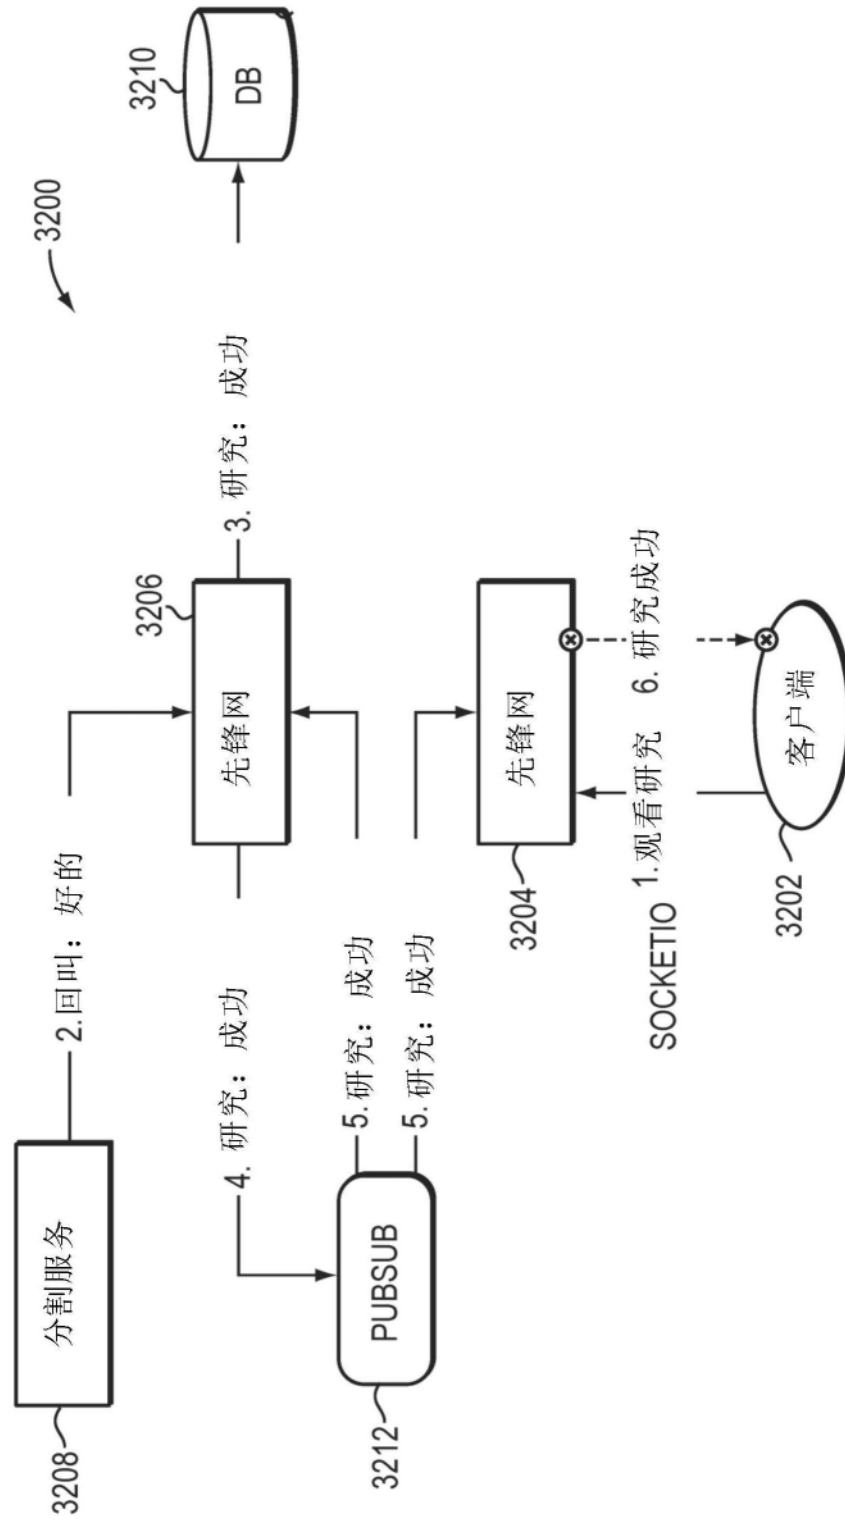 3200
3208
分割服务
2.回叫：好的
3206
先锋网
3. 研究：成功
3210
DB
4. 研究：成功
3212
PUBSUB
5. 研究：成功
5. 研究：成功
3204
先锋网
SOCKETIO
1.观看研究
6. 研究成功
3202
客户端